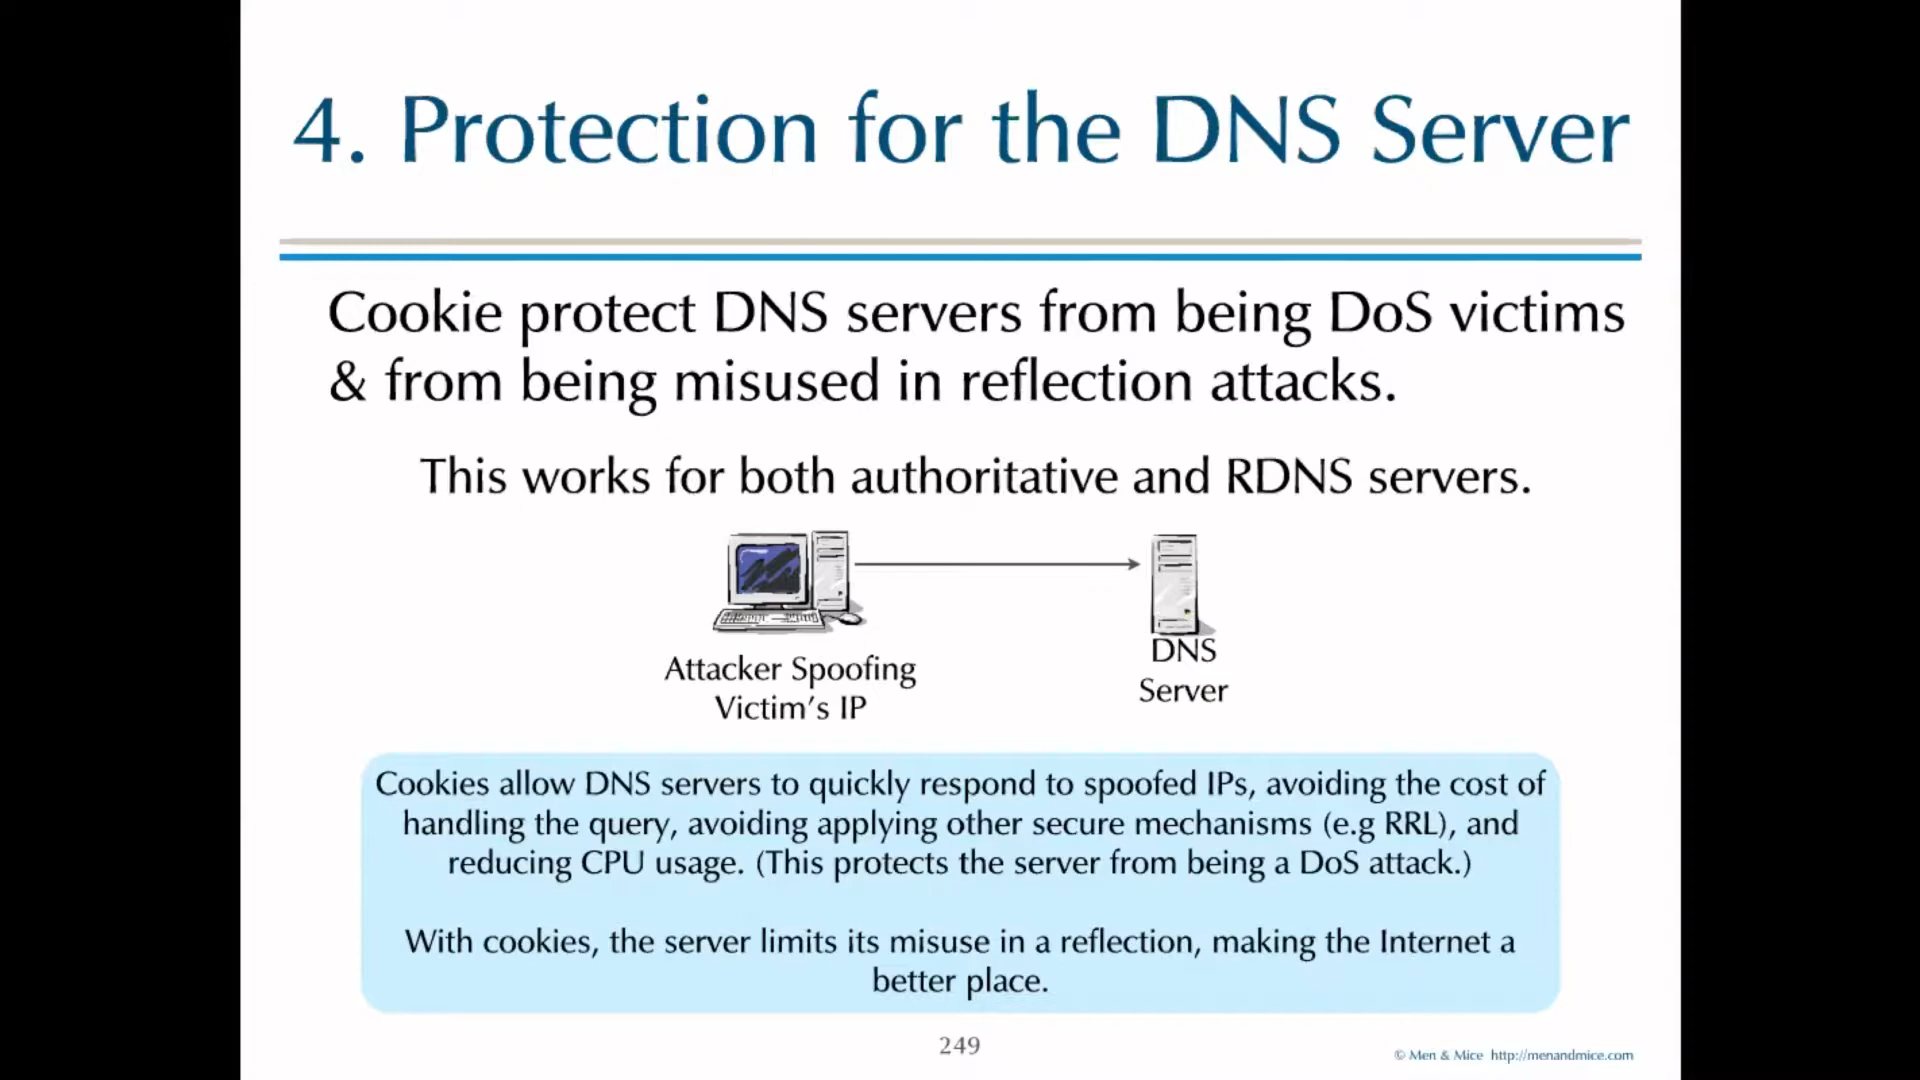 4. Protection for the DNS Server
Cookie protect DNS servers from being DoS victims
& from being misused in reflection attacks.
This works for both authoritative and RDNS servers.
Attacker Spoofing
Victim's IP
DNS
Server
Cookies allow DNS servers to quickly respond to spoofed IPs, avoiding the cost of
handling the query, avoiding applying other secure mechanisms (e.g RRL), and
reducing CPU usage. (This protects the server from being a DoS attack.)
With cookies, the server limits its misuse in a reflection, making the Internet a
better place.
249
© Men & Mice http://menandmice.com